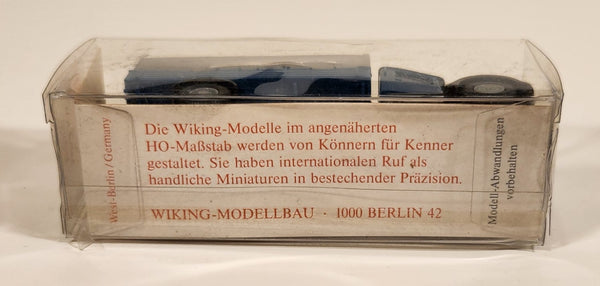 West-Berlin / Germany
Die Wiking-Modelle im angenäherten
HO-Maßstab werden von Könnern für Kenner
gestaltet. Sie haben internationalen Ruf als
handliche Miniaturen in bestechender Präzision.
WIKING-MODELLBAU · 1000 BERLIN 42
Modell-Abwandlungen
vorbehalten